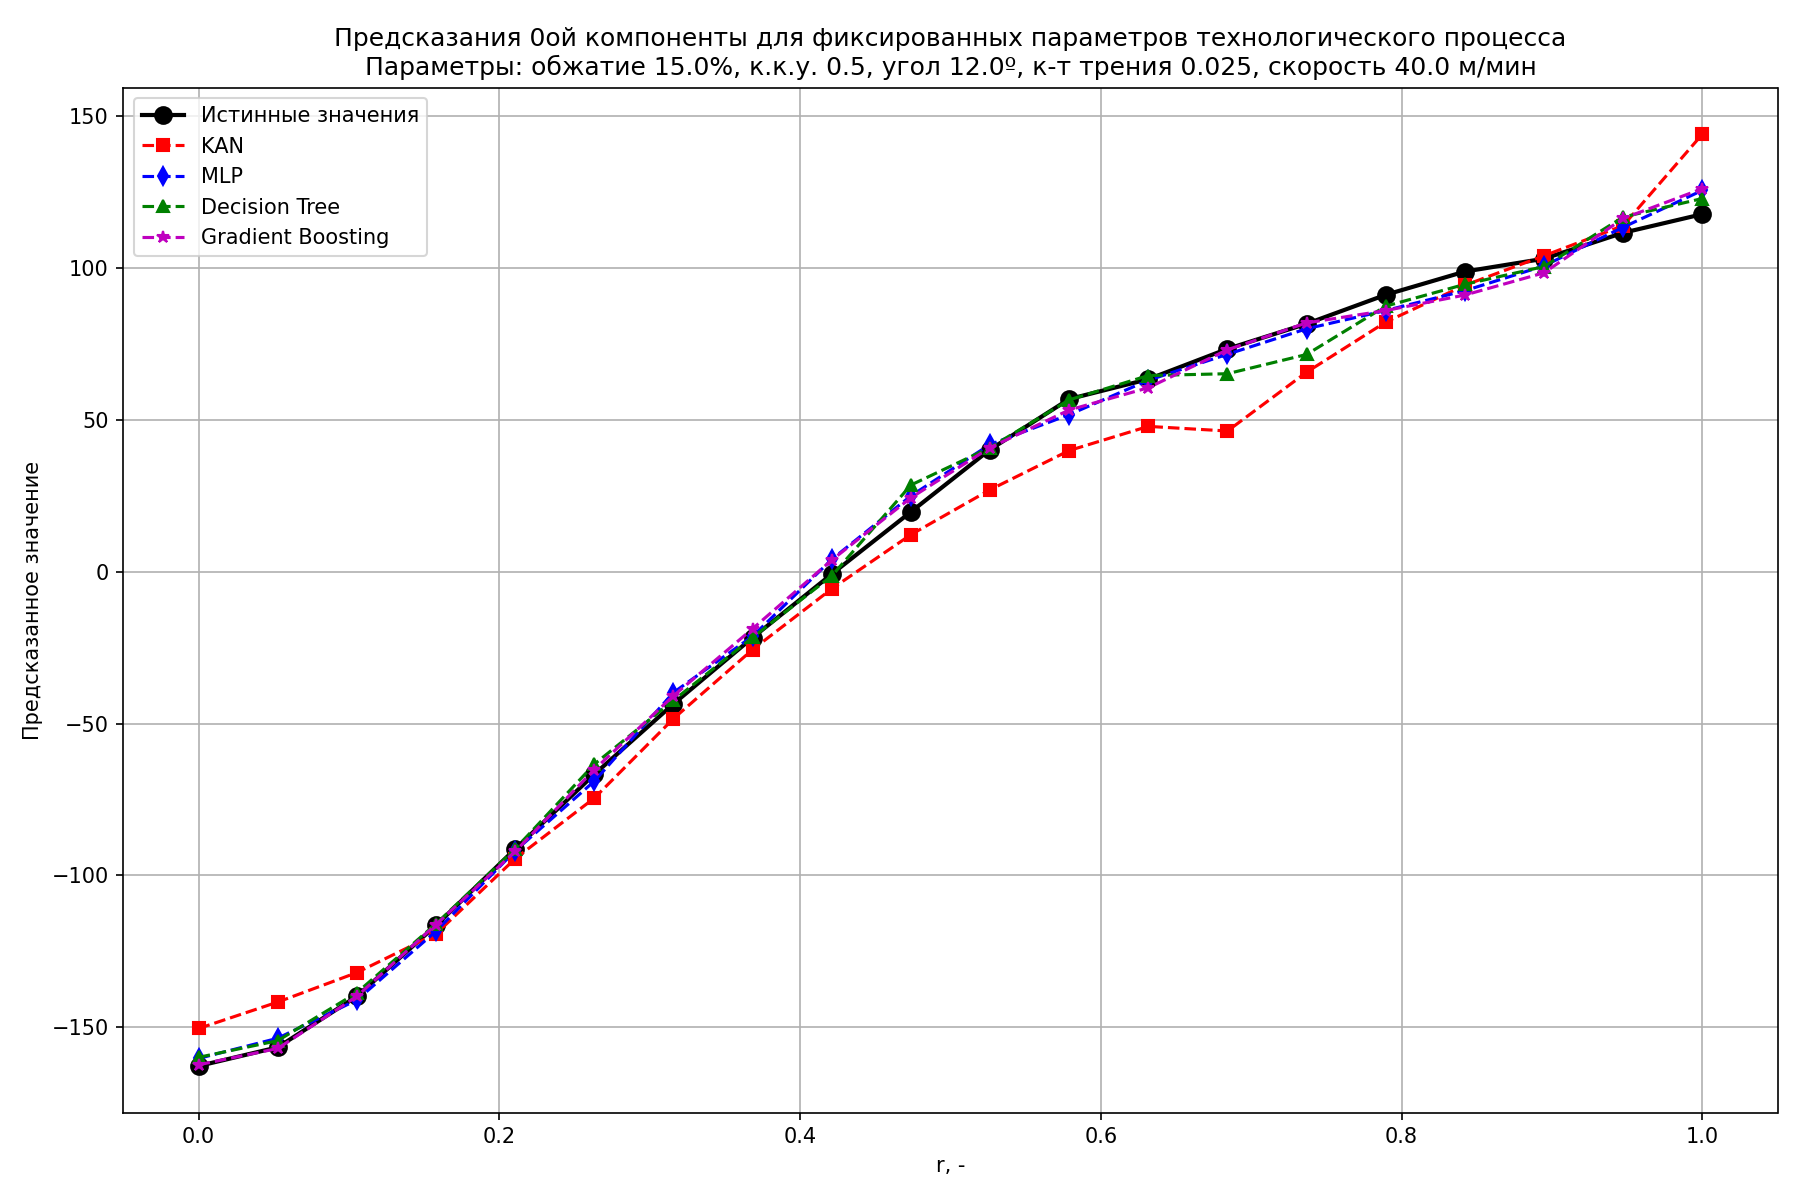 Предсказания 0ой компоненты для фиксированных параметров технологического процесса
Параметры: обжатие 15.0%, к.к.у. 0.5, угол 12.0º, к-т трения 0.025, скорость 40.0 м/мин
Истинные значения
KAN
MLP
Decision Tree
Gradient Boosting
Предсказанное значение
150
100
50
0
−50
−100
−150
0.0
0.2
0.4
0.6
0.8
1.0
r, -